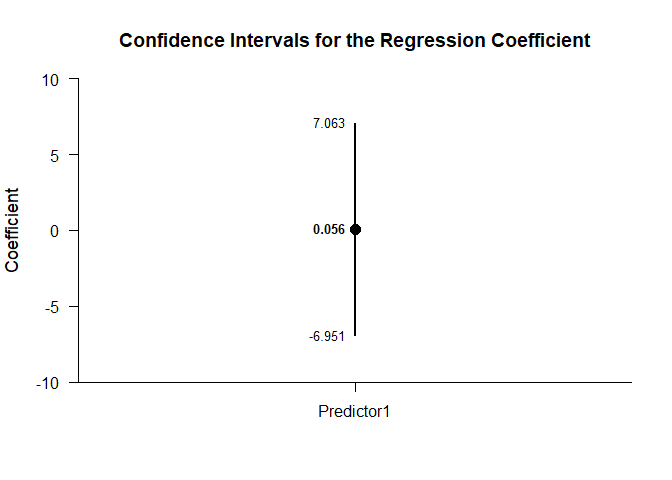 Confidence Intervals for the Regression Coefficient
10
5
0
-5
-10
Coefficient
7.063
0.056
-6.951
Predictor1